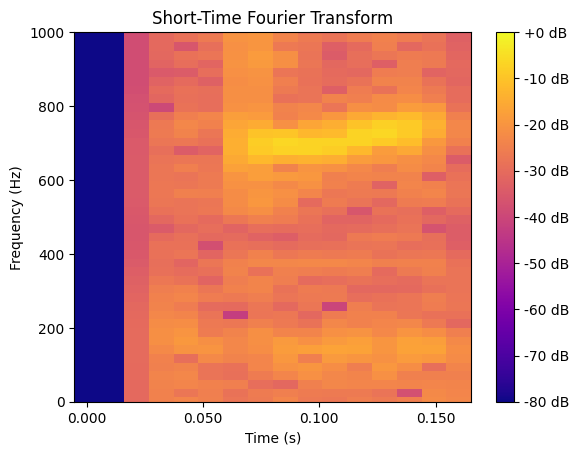 Short-Time Fourier Transform
1000
800
600
400
200
0
Frequency (Hz)
0.000
0.050
0.100
0.150
Time (s)
+0 dB
-10 dB
-20 dB
-30 dB
-40 dB
-50 dB
-60 dB
-70 dB
-80 dB